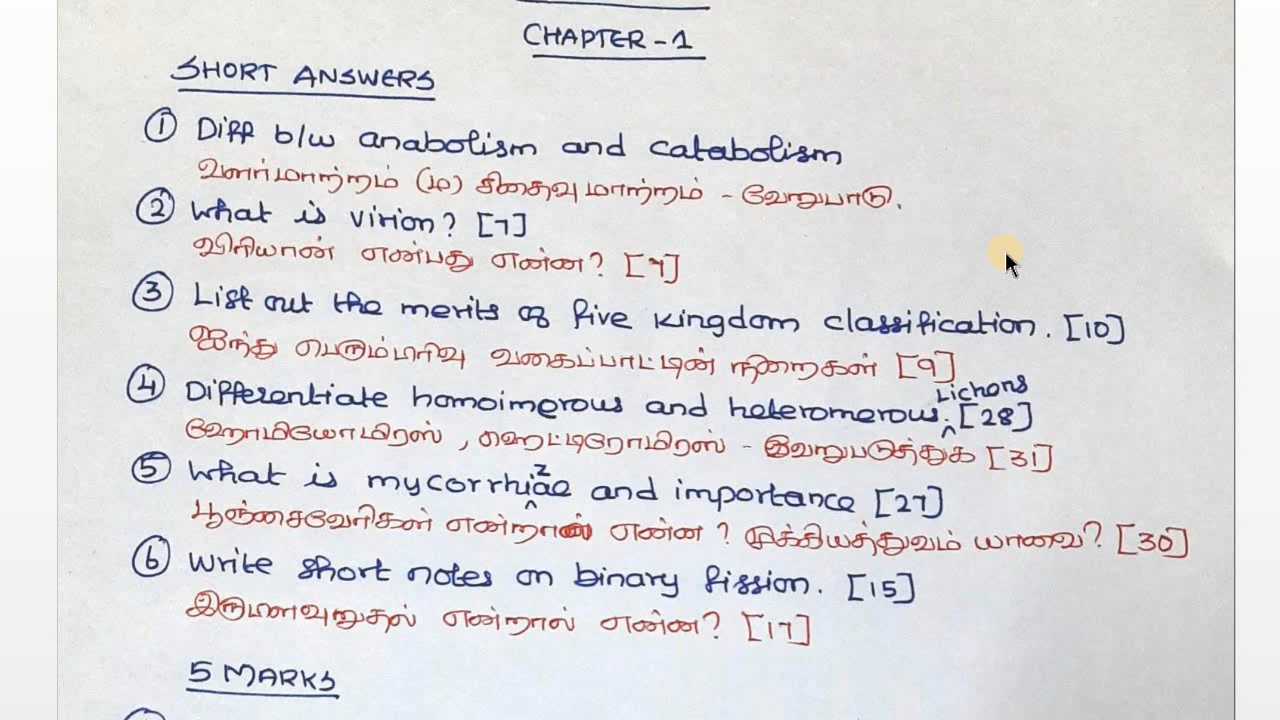 CHAPTER - 1
SHORT ANSWERS
① Diff b/w anabolism and catabolism
வளர்மாற்றம் (ம) சிதைவுமாற்றம் - வேறுபாடு.
② What is virion? [7]
விரியான் என்பது என்ன? [7]
③ List out the merits of five kingdom classification. [10]
ஐந்து பெரும்பிரிவு வகைப்பாட்டின் நிறைகள் [9]
④ Differentiate homoimerous and heteromerous Lichens. [28]
ஹோமியோமிரஸ், ஹெட்டிரோமிரஸ் - வேறுபடுத்துக [31]
⑤ What is mycorrhizae and importance [27]
பூஞ்சைவேரிகள் என்றால் என்ன? முக்கியத்துவம் யாவை? [30]
⑥ Write short notes on binary fission. [15]
இருபிளவுறுதல் என்றால் என்ன? [17]
5 MARKS